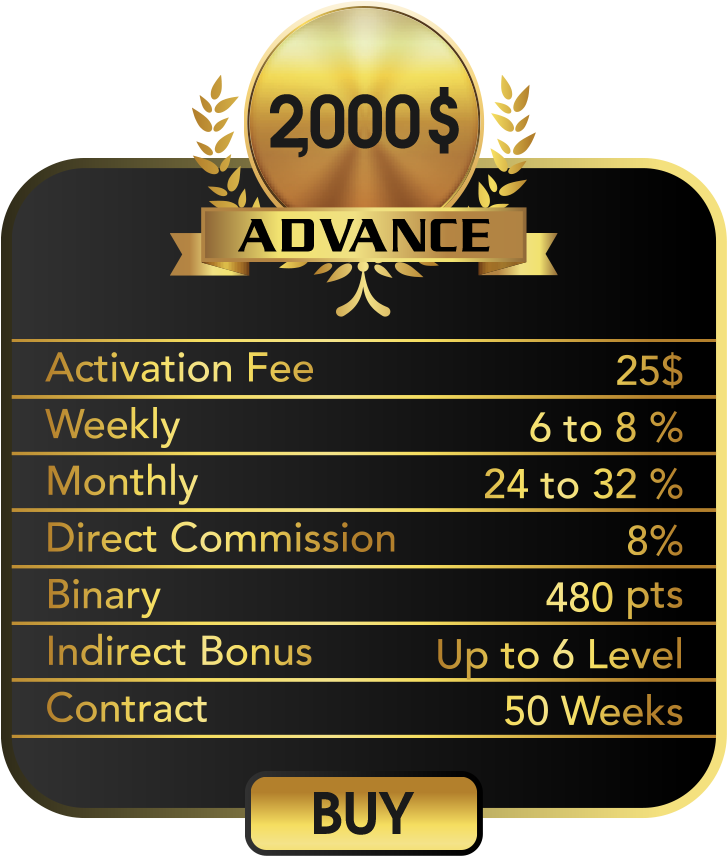 2,000$
ADVANCE
Activation Fee 25$
Weekly 6 to 8 %
Monthly 24 to 32 %
Direct Commission 8%
Binary 480 pts
Indirect Bonus Up to 6 Level
Contract 50 Weeks
BUY